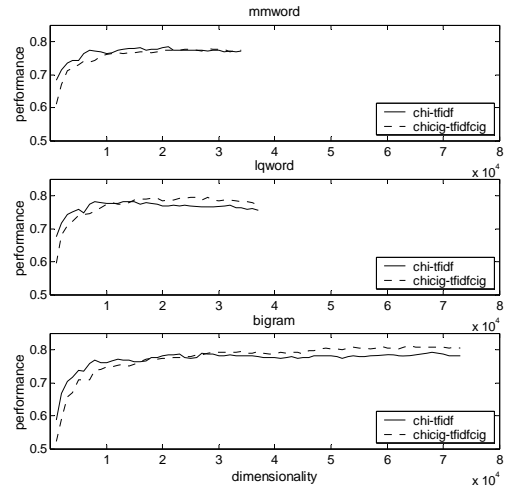 mmword
0.8
0.7
0.6
0.5
performance
chi-tfidf
chicig-tfidfcig
1 2 3 4 5 6 7 8
x 10^4
lqword
0.8
0.7
0.6
0.5
performance
chi-tfidf
chicig-tfidfcig
1 2 3 4 5 6 7 8
x 10^4
bigram
0.8
0.7
0.6
0.5
performance
chi-tfidf
chicig-tfidfcig
1 2 3 4 5 6 7 8
dimensionality
x 10^4